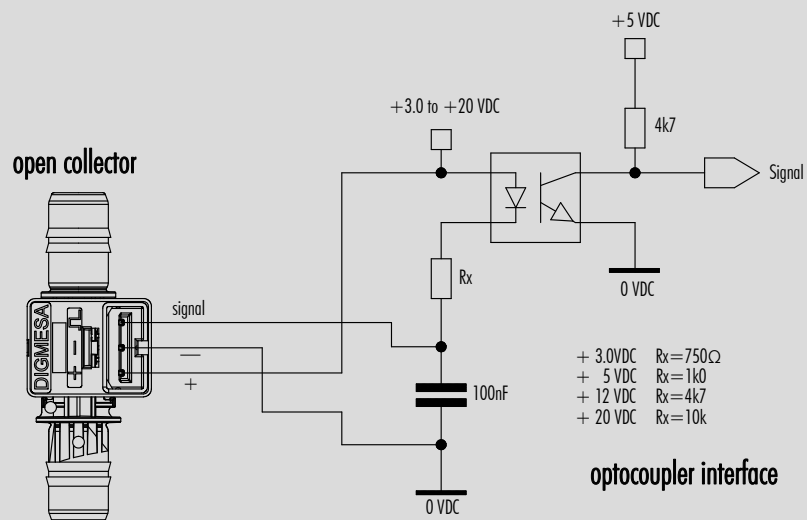 +5 VDC
+3.0 to +20 VDC
4k7
open collector
Signal
Rx
0 VDC
signal
DIGMESA
−
+
—
+
100nF
+ 3.0VDC Rx=750Ω
+ 5 VDC Rx=1k0
+ 12 VDC Rx=4k7
+ 20 VDC Rx=10k
optocoupler interface
0 VDC